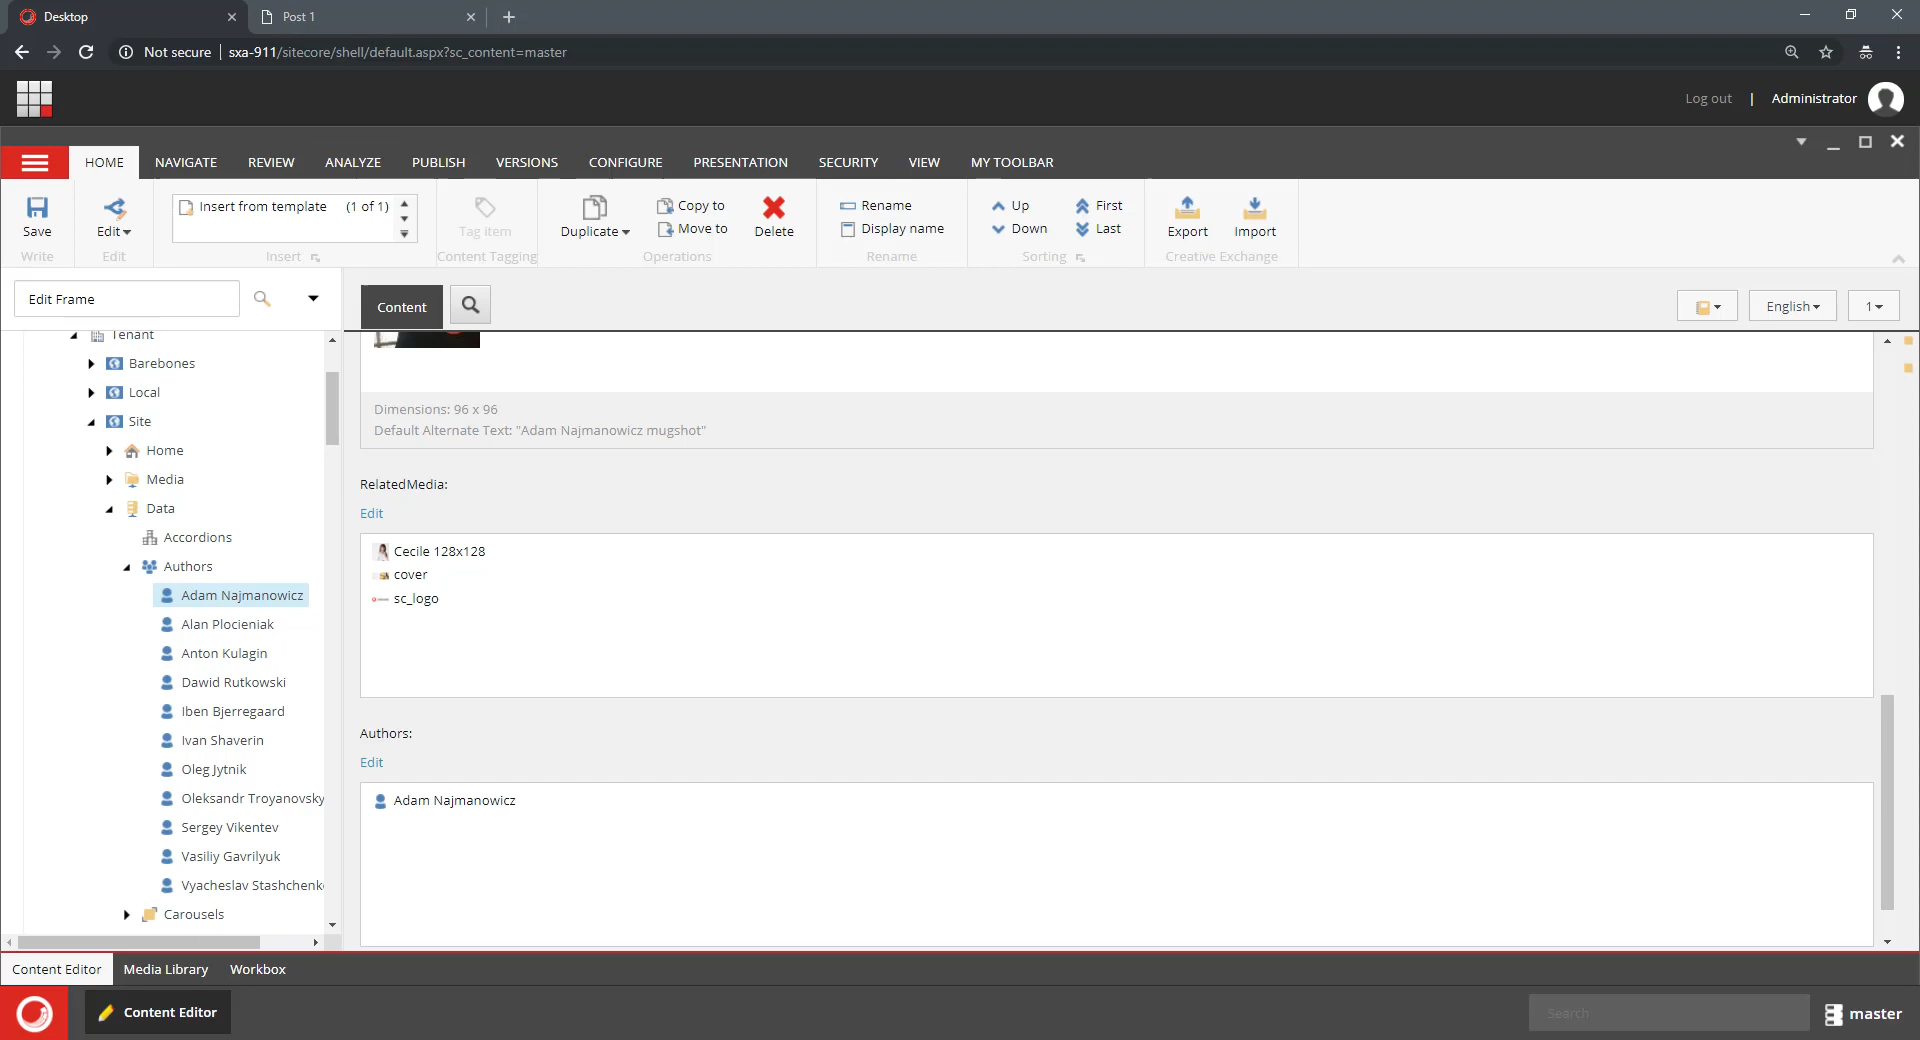 Desktop
Post 1
Not secure
sxa-911/sitecore/shell/default.aspx?sc_content=master
Log out | Administrator
HOME NAVIGATE REVIEW ANALYZE PUBLISH VERSIONS CONFIGURE PRESENTATION SECURITY VIEW MY TOOLBAR
Save
Write
Edit
Edit
Insert from template (1 of 1)
Insert
Tag item
Content Tagging
Duplicate
Copy to
Move to
Delete
Operations
Rename
Display name
Rename
Up
Down
First
Last
Sorting
Export
Import
Creative Exchange
Edit Frame
Content
English
1
Tenant
Barebones
Local
Site
Home
Media
Data
Accordions
Authors
Adam Najmanowicz
Alan Plocieniak
Anton Kulagin
Dawid Rutkowski
Iben Bjerregaard
Ivan Shaverin
Oleg Jytnik
Oleksandr Troyanovsky
Sergey Vikentev
Vasiliy Gavrilyuk
Vyacheslav Stashchenk
Carousels
Dimensions: 96 x 96
Default Alternate Text: "Adam Najmanowicz mugshot"
RelatedMedia:
Edit
Cecile 128x128
cover
sc_logo
Authors:
Edit
Adam Najmanowicz
Content Editor
Media Library
Workbox
Content Editor
Search
master